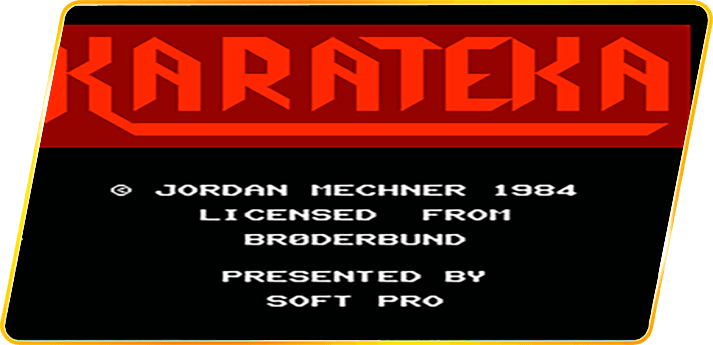 KARATEKA
© JORDAN MECHNER 1984
LICENSED FROM
BRØDERBUND
PRESENTED BY
SOFT PRO